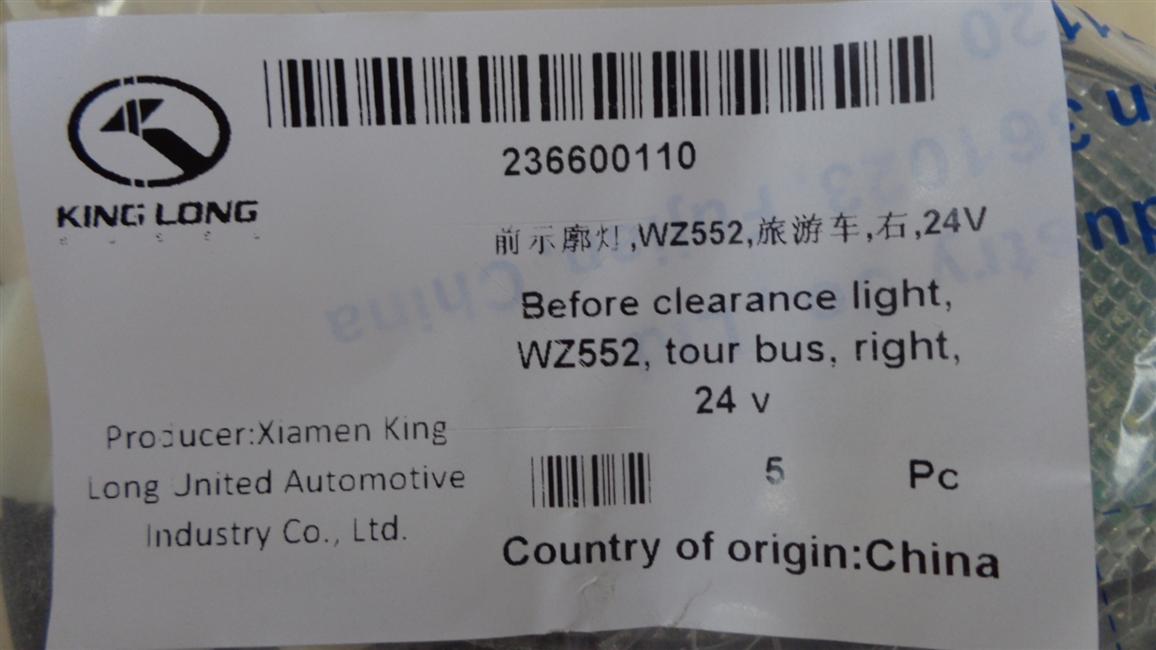 KING LONG
236600110
前示廓灯,WZ552,旅游车,右,24V
Before clearance light,
WZ552, tour bus, right,
24 v
Producer:Xiamen King
Long United Automotive
Industry Co., Ltd.
5 Pc
Country of origin:China